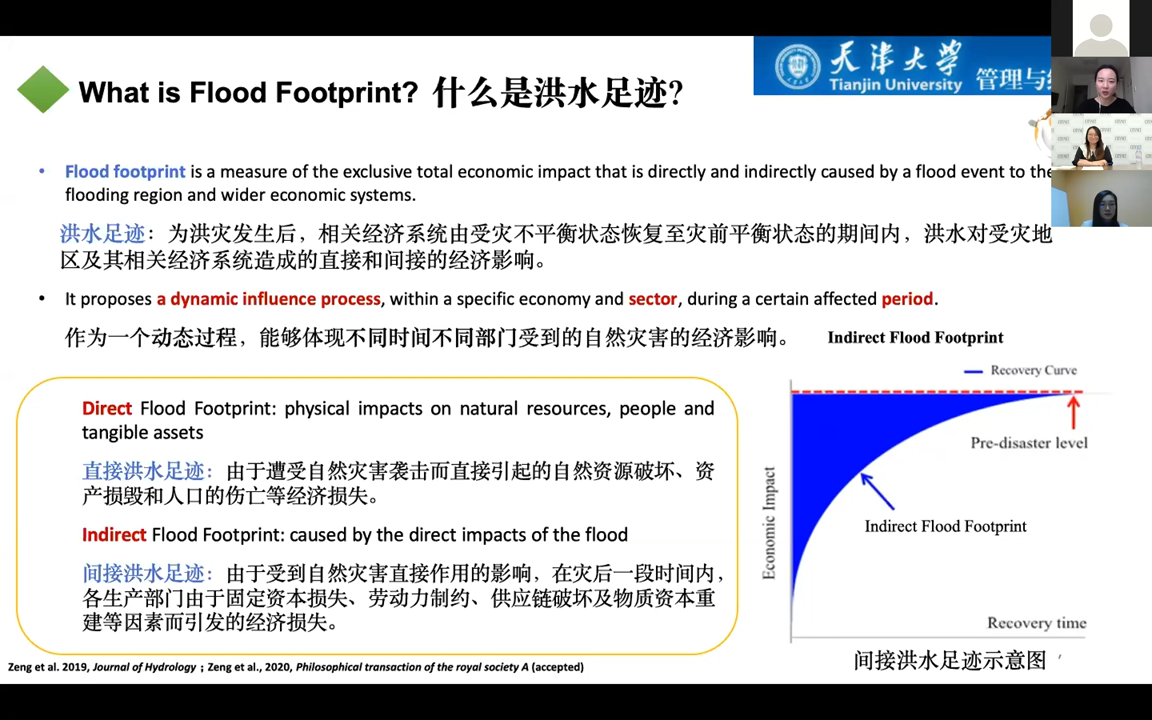 天津大学
Tianjin University
管理与
What is Flood Footprint? 什么是洪水足迹?
• Flood footprint is a measure of the exclusive total economic impact that is directly and indirectly caused by a flood event to the
flooding region and wider economic systems.
洪水足迹：为洪灾发生后，相关经济系统由受灾不平衡状态恢复至灾前平衡状态的期间内，洪水对受灾地
区及其相关经济系统造成的直接和间接的经济影响。
• It proposes a dynamic influence process, within a specific economy and sector, during a certain affected period.
作为一个动态过程，能够体现不同时间不同部门受到的自然灾害的经济影响。
Direct Flood Footprint: physical impacts on natural resources, people and
tangible assets
直接洪水足迹：由于遭受自然灾害袭击而直接引起的自然资源破坏、资
产损毁和人口的伤亡等经济损失。
Indirect Flood Footprint: caused by the direct impacts of the flood
间接洪水足迹：由于受到自然灾害直接作用的影响，在灾后一段时间内，
各生产部门由于固定资本损失、劳动力制约、供应链破坏及物质资本重
建等因素而引发的经济损失。
Indirect Flood Footprint
Recovery Curve
Pre-disaster level
Indirect Flood Footprint
Economic Impact
Recovery time
间接洪水足迹示意图
Zeng et al. 2019, Journal of Hydrology ; Zeng et al., 2020, Philosophical transaction of the royal society A (accepted)